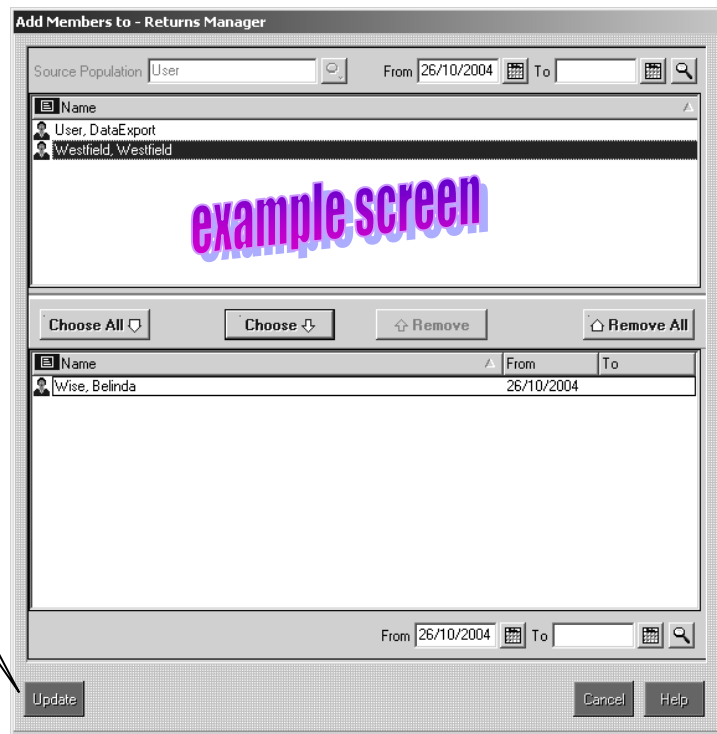 Add Members to - Returns Manager
Source Population User From 26/10/2004 To
Name
User, DataExport
Westfield, Westfield
example screen
Choose All Choose Remove Remove All
Name From To
Wise, Belinda 26/10/2004
From 26/10/2004 To
Update Cancel Help